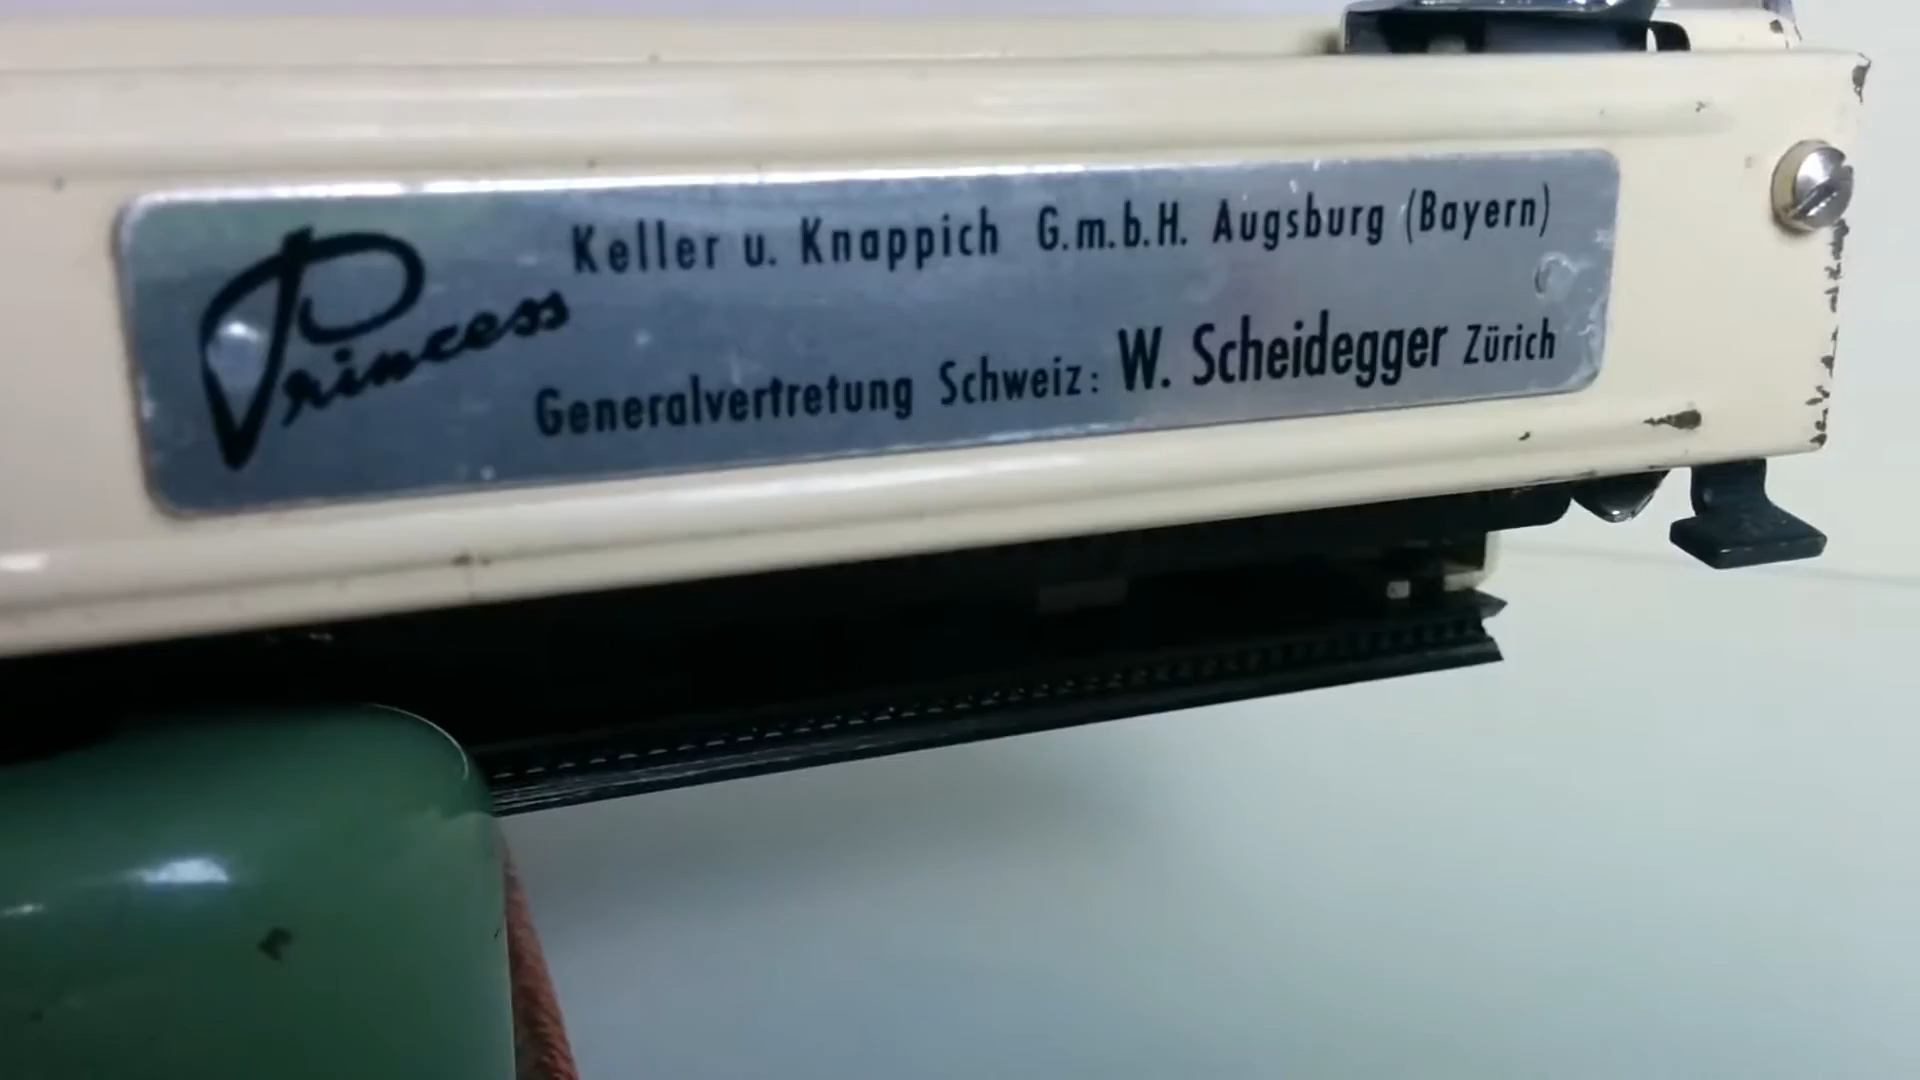 Princess
Keller u. Knappich G.m.b.H. Augsburg (Bayern)
Generalvertretung Schweiz: W. Scheidegger Zürich